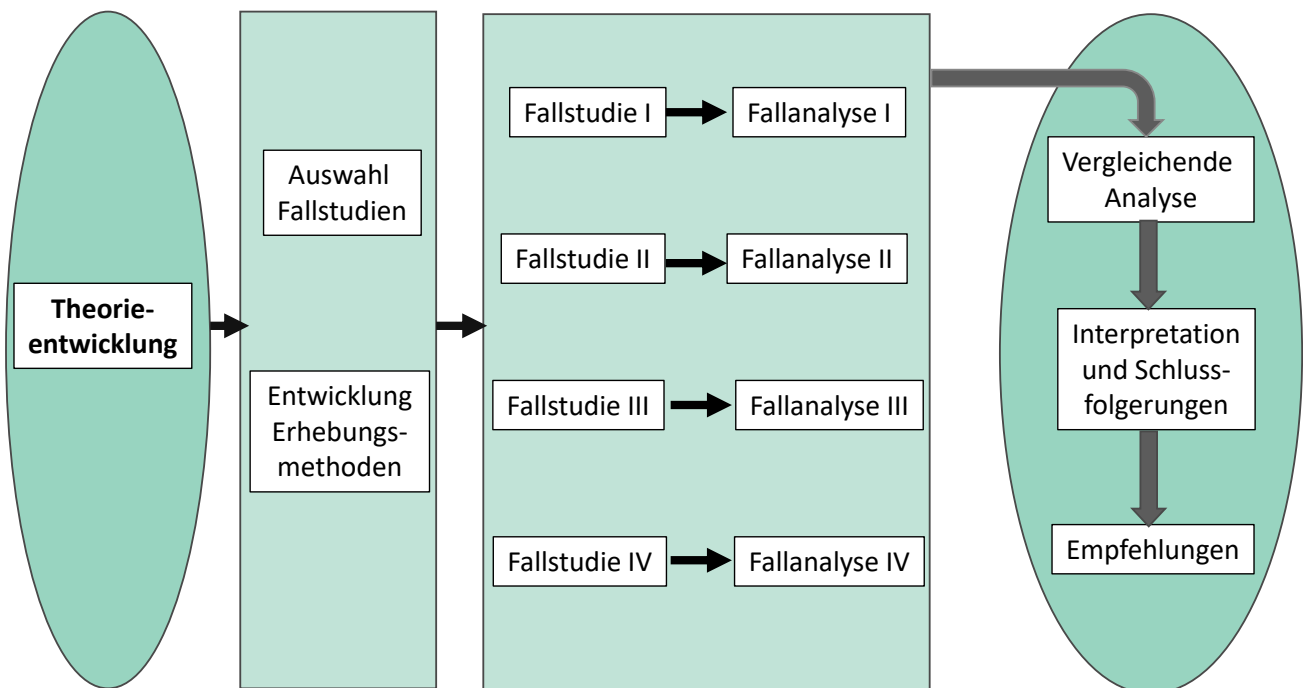 Theorie-
entwicklung
Auswahl
Fallstudien
Entwicklung
Erhebungs-
methoden
Fallstudie I
Fallanalyse I
Fallstudie II
Fallanalyse II
Fallstudie III
Fallanalyse III
Fallstudie IV
Fallanalyse IV
Vergleichende
Analyse
Interpretation
und Schluss-
folgerungen
Empfehlungen